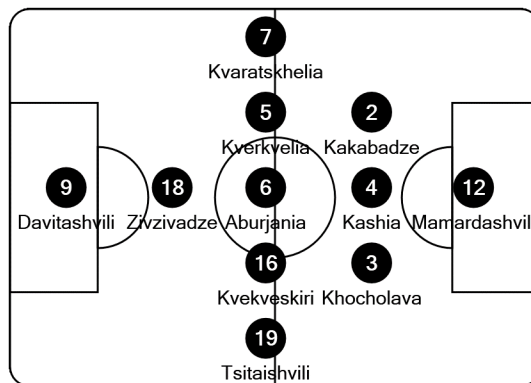 7
Kvaratskhelia
5
Kverkvelia
2
Kakabadze
9
Davitashvili
18
Zivzivadze
6
Aburjania
4
Kashia
12
Mamardashvil
16
Kvekveskiri
3
Khocholava
19
Tsitaishvili